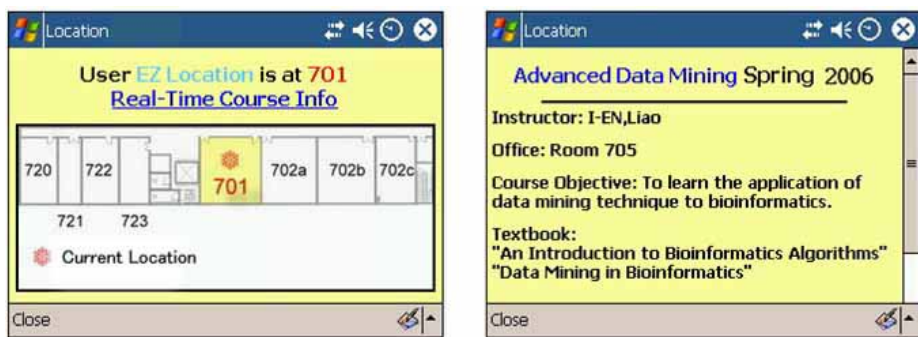 Location
User EZ Location is at 701
Real-Time Course Info
720 722 701 702a 702b 702c
721 723
Current Location
Close
Location
Advanced Data Mining Spring 2006
Instructor: I-EN,Liao
Office: Room 705
Course Objective: To learn the application of
data mining technique to bioinformatics.
Textbook:
"An Introduction to Bioinformatics Algorithms"
"Data Mining in Bioinformatics"
Close